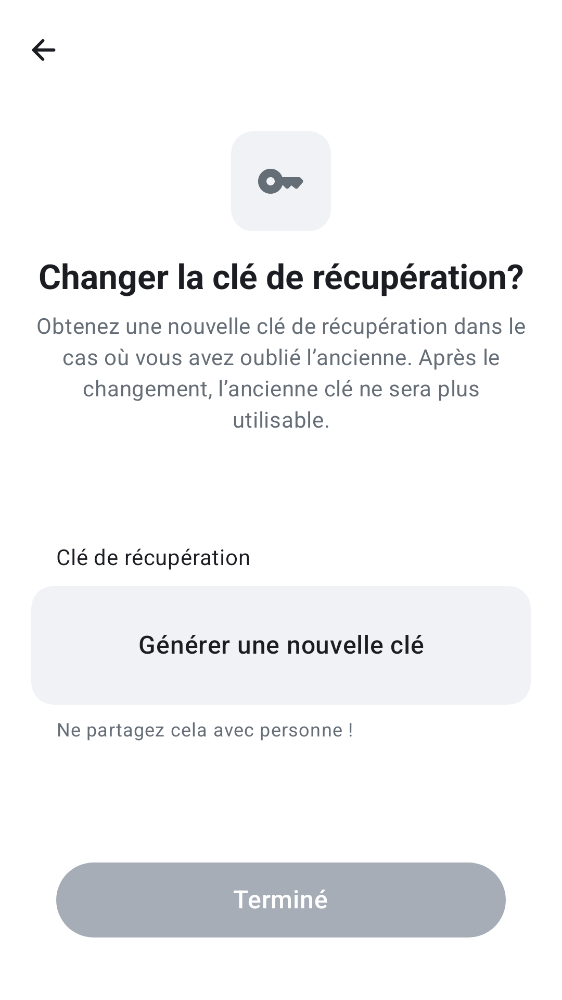 Changer la clé de récupération?
Obtenez une nouvelle clé de récupération dans le
cas où vous avez oublié l’ancienne. Après le
changement, l’ancienne clé ne sera plus
utilisable.
Clé de récupération
Générer une nouvelle clé
Ne partagez cela avec personne !
Terminé